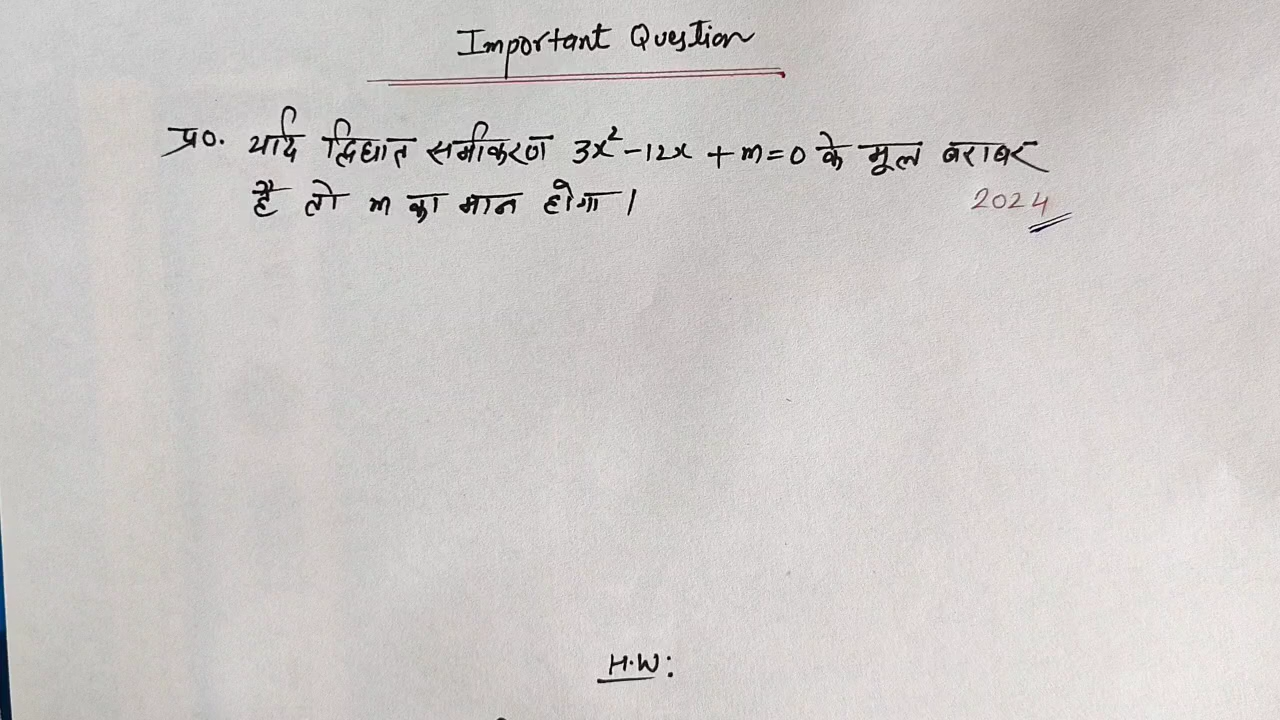 Important Question
प्र०. यदि द्विघात समीकरण 3x²-12x + m=0 के मूल बराबर
है तो m का मान होगा।
2024
H.W: